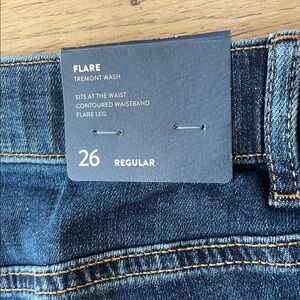 FLARE
TREMONT WASH
SITS AT THE WAIST
CONTOURED WAISTBAND
FLARE LEG
26 REGULAR